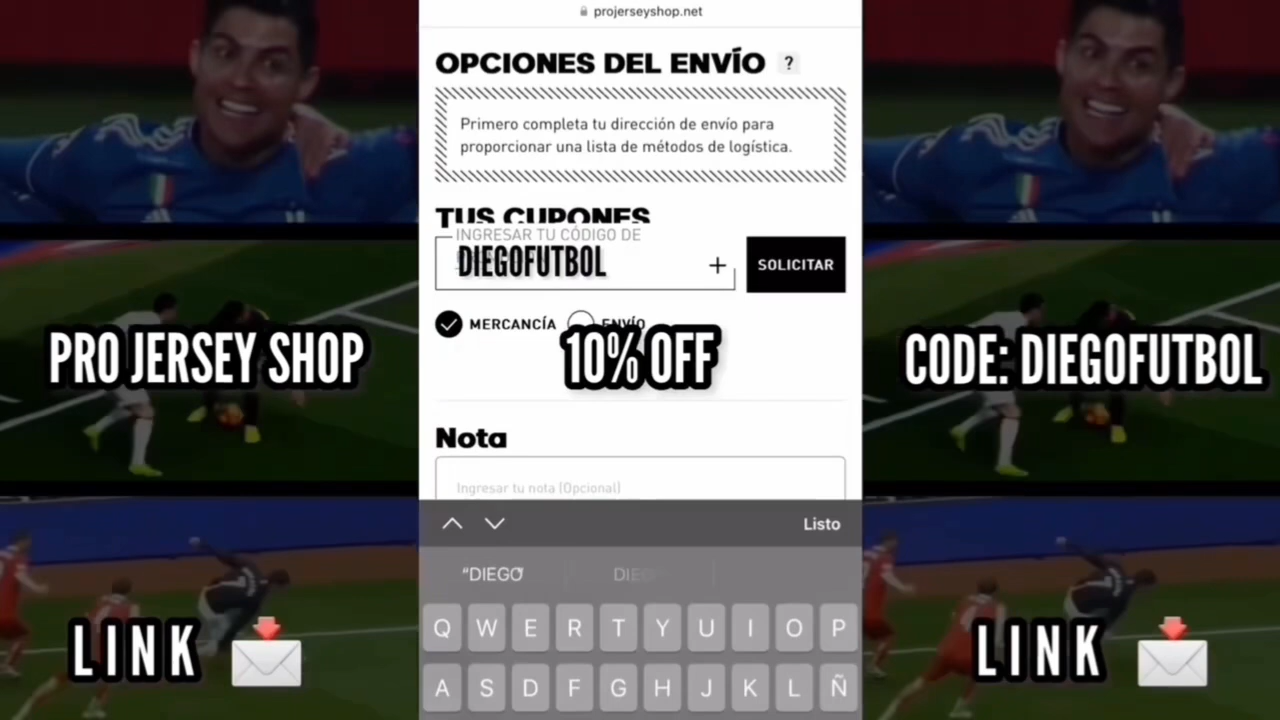 projerseyshop.net
OPCIONES DEL ENVÍO ?
Primero completa tu dirección de envío para
proporcionar una lista de métodos de logística.
TUS CUPONES
INGRESAR TU CÓDIGO DE
DIEGOFUTBOL
+
SOLICITAR
MERCANCÍA
ENVÍO
PRO JERSEY SHOP
10% OFF
CODE: DIEGOFUTBOL
Nota
Ingresar tu nota (Opcional)
Listo
“DIEGO”
Q W E R T Y U I O P
LINK
LINK
A S D F G H J K L Ñ